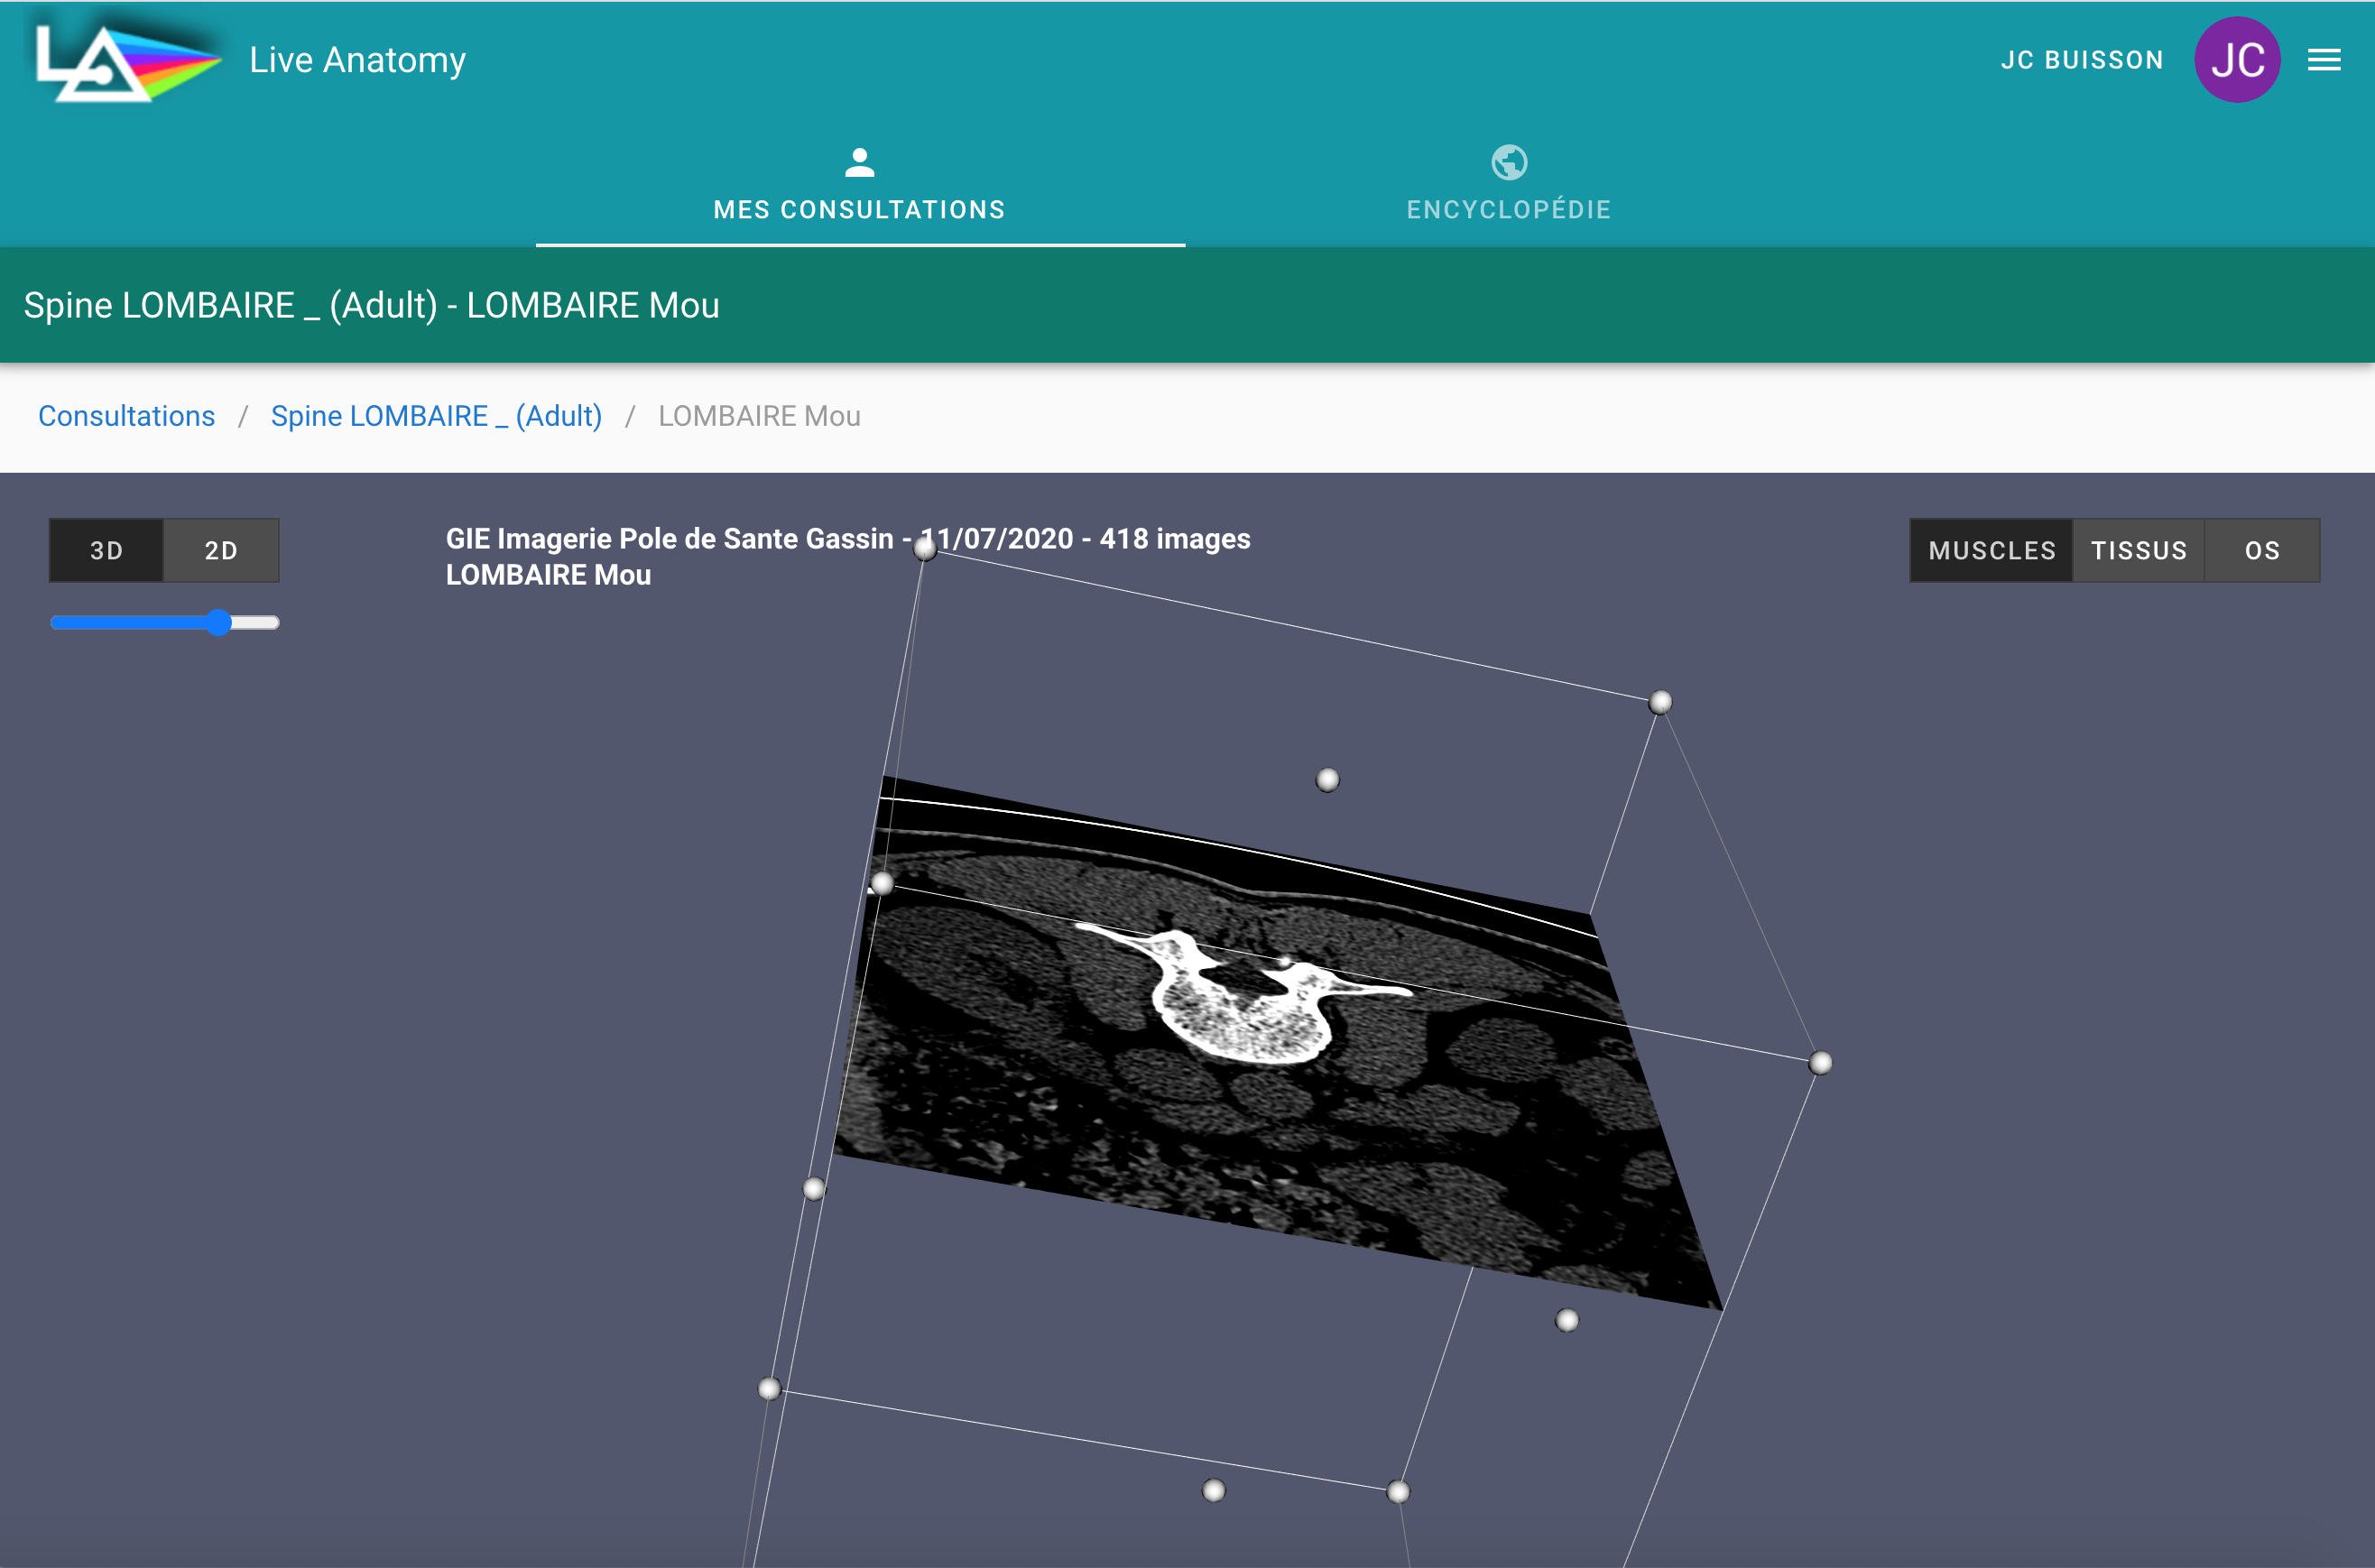 LA Live Anatomy
JC BUISSON
JC
MES CONSULTATIONS
ENCYCLOPÉDIE
Spine LOMBAIRE _ (Adult) - LOMBAIRE Mou
Consultations / Spine LOMBAIRE _ (Adult) / LOMBAIRE Mou
3D
2D
GIE Imagerie Pole de Sante Gassin - 11/07/2020 - 418 images
LOMBAIRE Mou
MUSCLES
TISSUS
OS